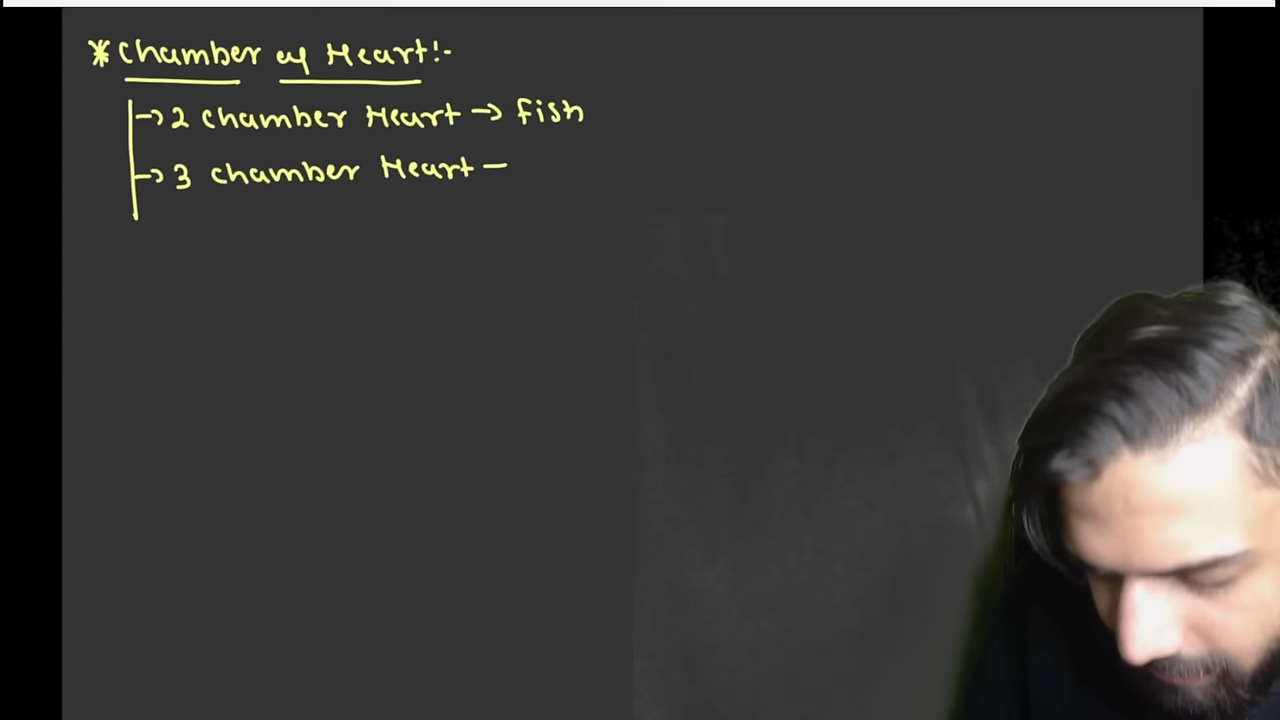 * Chamber of Heart:-
→ 2 chamber Heart → Fish
→ 3 chamber Heart -